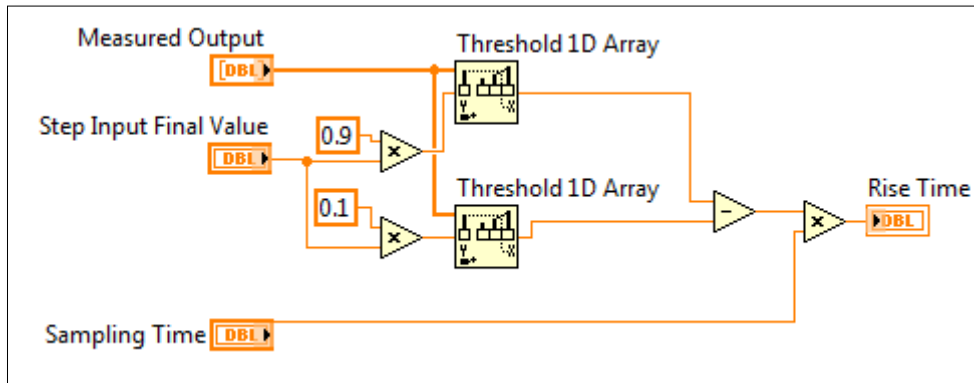 Measured Output
Threshold 1D Array
DBL
Step Input Final Value
0.9
DBL
x
Y
X
Threshold 1D Array
Rise Time
0.1
x
Y
X
-
x
DBL
Sampling Time
DBL